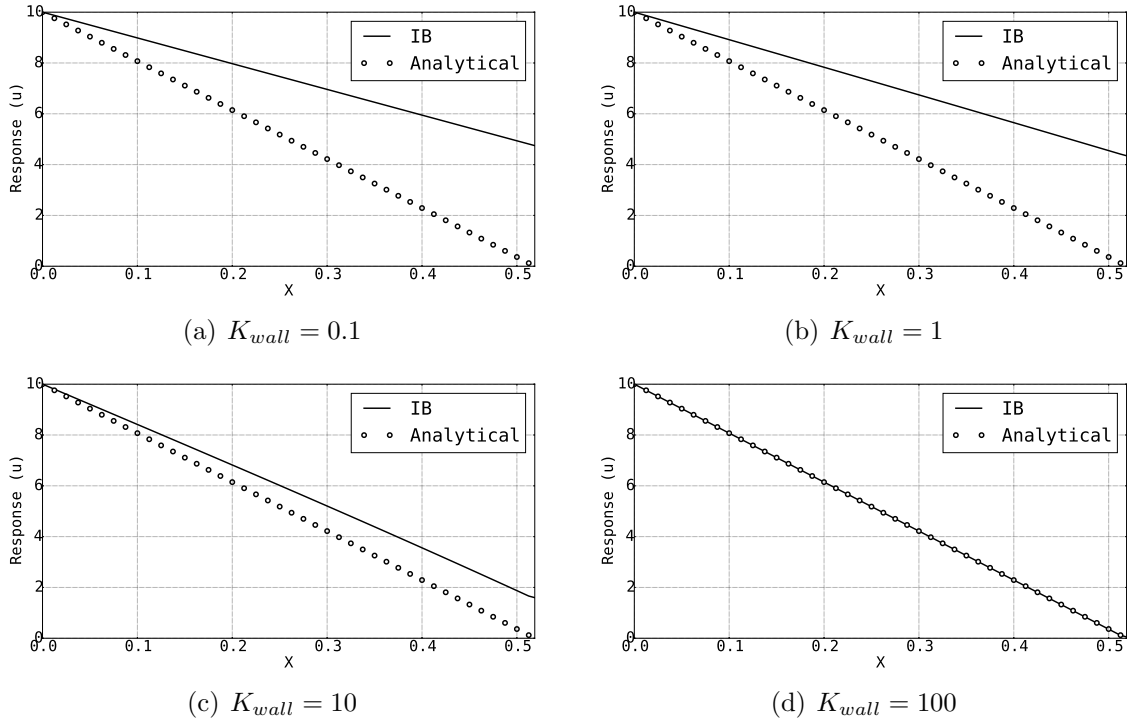 10
8
6
4
2
0
Response (u)
0.0 0.1 0.2 0.3 0.4 0.5
X
IB
Analytical
(a) K_{wall} = 0.1
10
8
6
4
2
0
Response (u)
0.0 0.1 0.2 0.3 0.4 0.5
X
IB
Analytical
(b) K_{wall} = 1
10
8
6
4
2
0
Response (u)
0.0 0.1 0.2 0.3 0.4 0.5
X
IB
Analytical
(c) K_{wall} = 10
10
8
6
4
2
0
Response (u)
0.0 0.1 0.2 0.3 0.4 0.5
X
IB
Analytical
(d) K_{wall} = 100